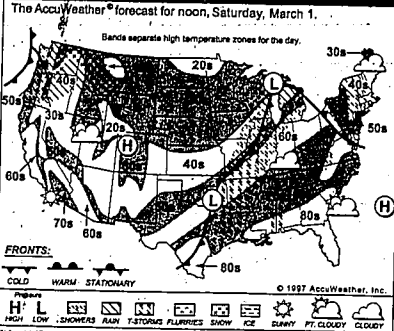 The AccuWeather© forecast for noon, Saturday, March 1.
Bands separate high temperature zones for the day.
20s
30s
40s
L
40s
50s
30s
20s
60s
50s
H
40s
60s
L
H
80s
70s
60s
80s
FRONTS:
COLD WARM STATIONARY
© 1997 AccuWeather, Inc.
Pressure
H L
HIGH LOW SHOWERS RAIN T-STORMS FLURRIES SNOW ICE SUNNY PT. CLOUDY CLOUDY